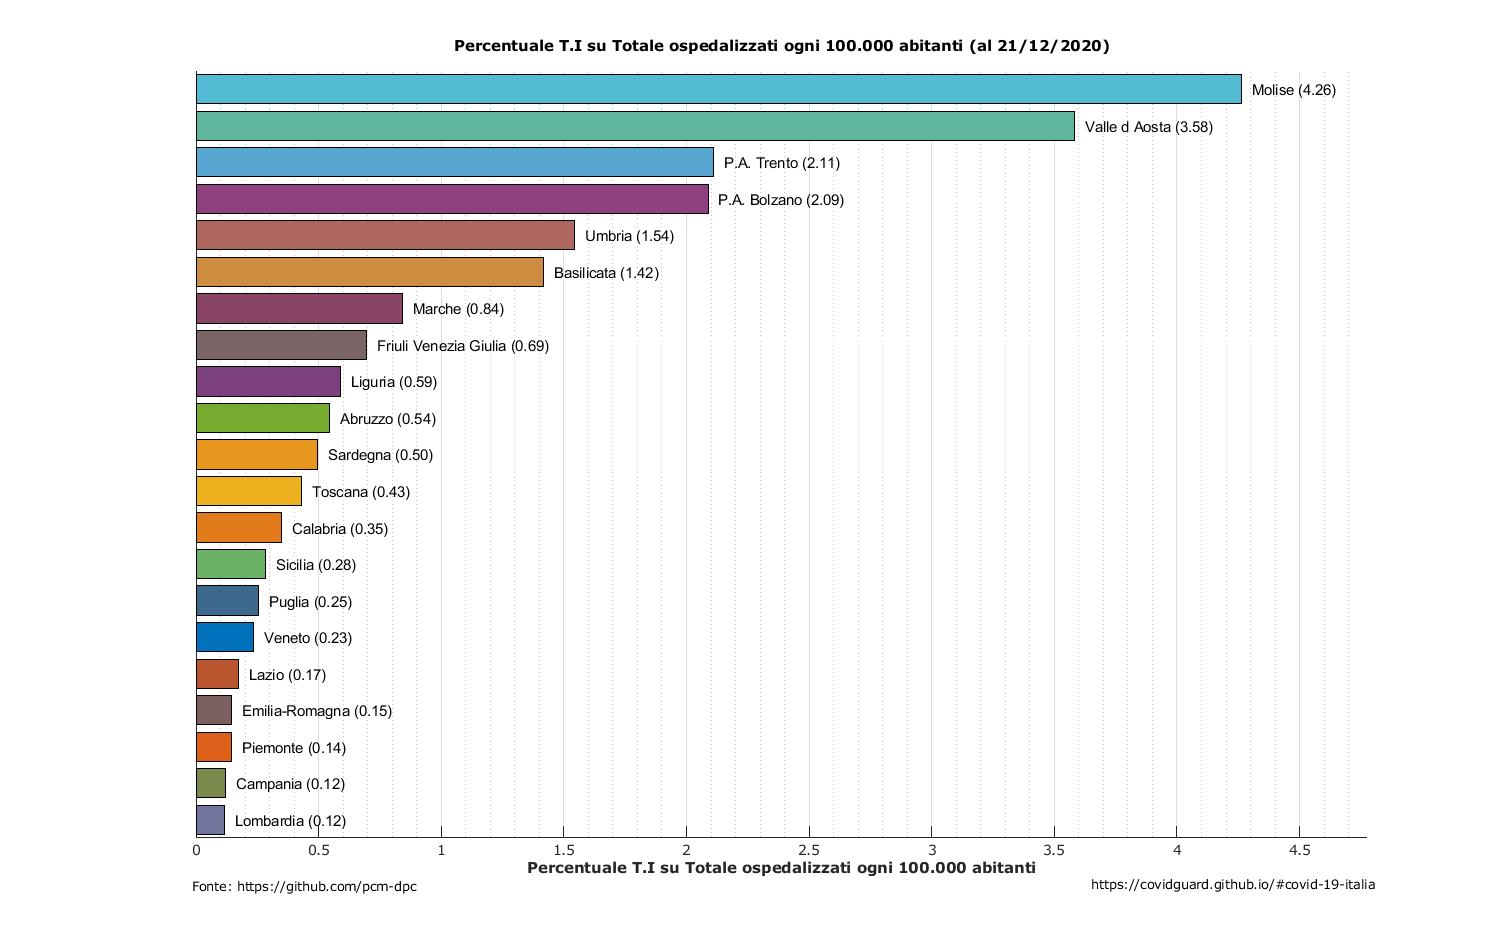 Percentuale T.I su Totale ospedalizzati ogni 100.000 abitanti (al 21/12/2020)
Molise (4.26)
Valle d Aosta (3.58)
P.A. Trento (2.11)
P.A. Bolzano (2.09)
Umbria (1.54)
Basilicata (1.42)
Marche (0.84)
Friuli Venezia Giulia (0.69)
Liguria (0.59)
Abruzzo (0.54)
Sardegna (0.50)
Toscana (0.43)
Calabria (0.35)
Sicilia (0.28)
Puglia (0.25)
Veneto (0.23)
Lazio (0.17)
Emilia-Romagna (0.15)
Piemonte (0.14)
Campania (0.12)
Lombardia (0.12)
0 0.5 1 1.5 2 2.5 3 3.5 4 4.5
Percentuale T.I su Totale ospedalizzati ogni 100.000 abitanti
Fonte: https://github.com/pcm-dpc
https://covidguard.github.io/#covid-19-italia